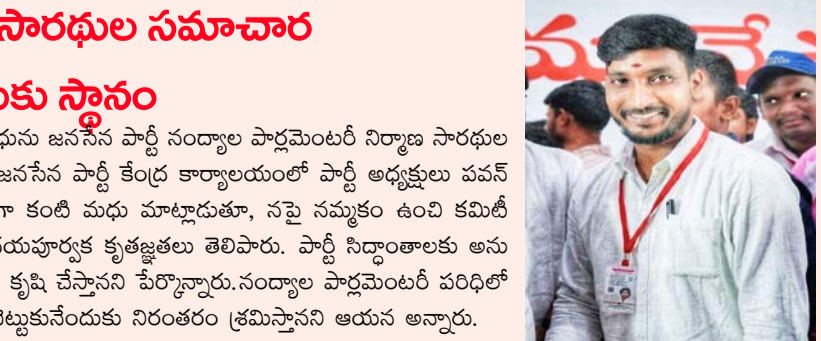 సారథుల సమాచార
కు స్థానం
ధును జనసేన పార్టీ నంద్యాల పార్లమెంటరీ నిర్మాణ సారథుల
జనసేన పార్టీ కేంద్ర కార్యాలయంలో పార్టీ అధ్యక్షులు పవన్
గా కంటి మధు మాట్లాడుతూ, నపై నమ్మకం ఉంచి కమిటీ
దయపూర్వక కృతజ్ఞతలు తెలిపారు. పార్టీ సిద్ధాంతాలకు అను
కృషి చేస్తానని పేర్కొన్నారు.నంద్యాల పార్లమెంటరీ పరిధిలో
పెట్టుకునేందుకు నిరంతరం శ్రమిస్తానని ఆయన అన్నారు.